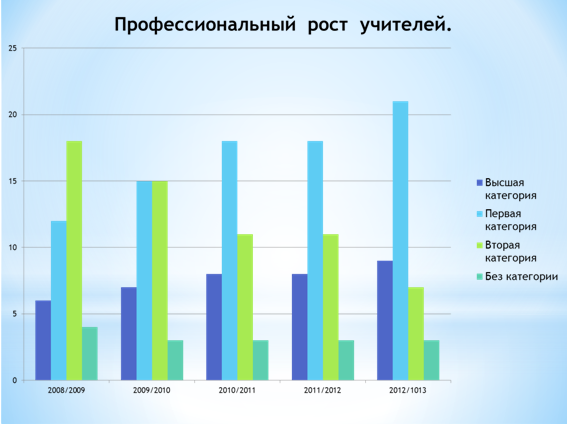 Профессиональный рост учителей.
25
20
15
10
5
0
2008/2009
2009/2010
2010/2011
2011/2012
2012/1013
Высшая
категория
Первая
категория
Вторая
категория
Без категории